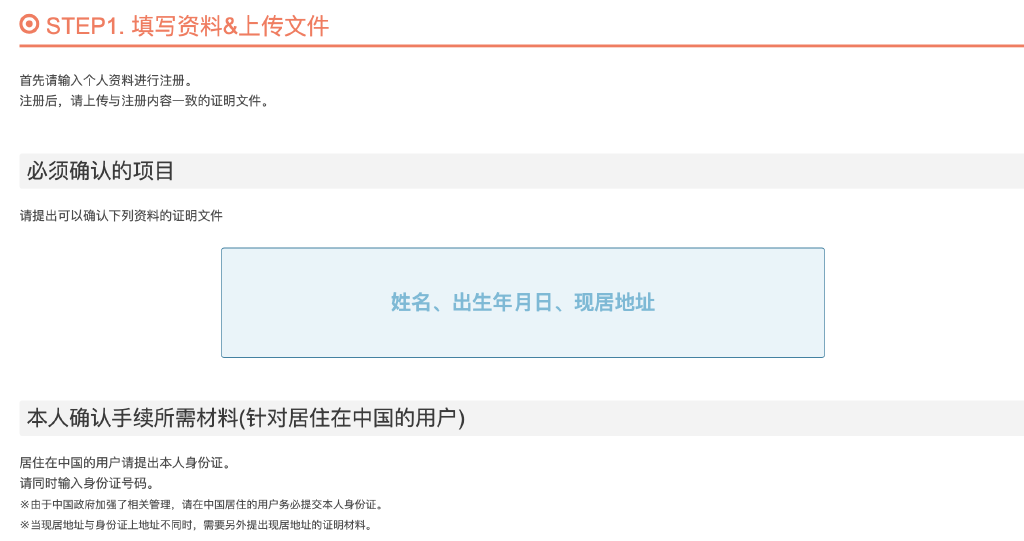 STEP1. 填写资料&上传文件
首先请输入个人资料进行注册。
注册后，请上传与注册内容一致的证明文件。
必须确认的项目
请提出可以确认下列资料的证明文件
姓名、出生年月日、现居地址
本人确认手续所需材料(针对居住在中国的用户)
居住在中国的用户请提出本人身份证。
请同时输入身份证号码。
※由于中国政府加强了相关管理，请在中国居住的用户务必提交本人身份证。
※当现居地址与身份证上地址不同时，需要另外提出现居地址的证明材料。